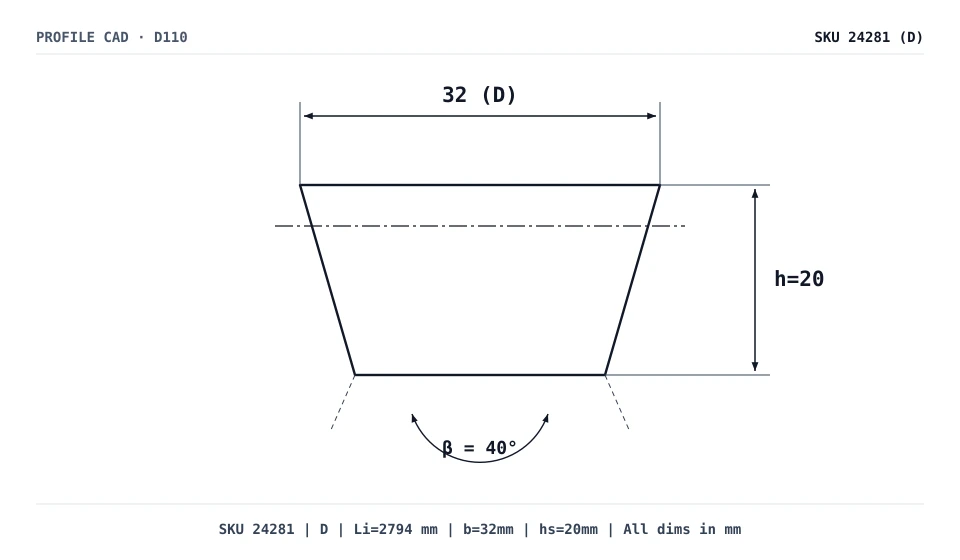 PROFILE CAD · D110
SKU 24281 (D)
32 (D)
h=20
β = 40°
SKU 24281 | D | Li=2794 mm | b=32mm | hs=20mm | All dims in mm